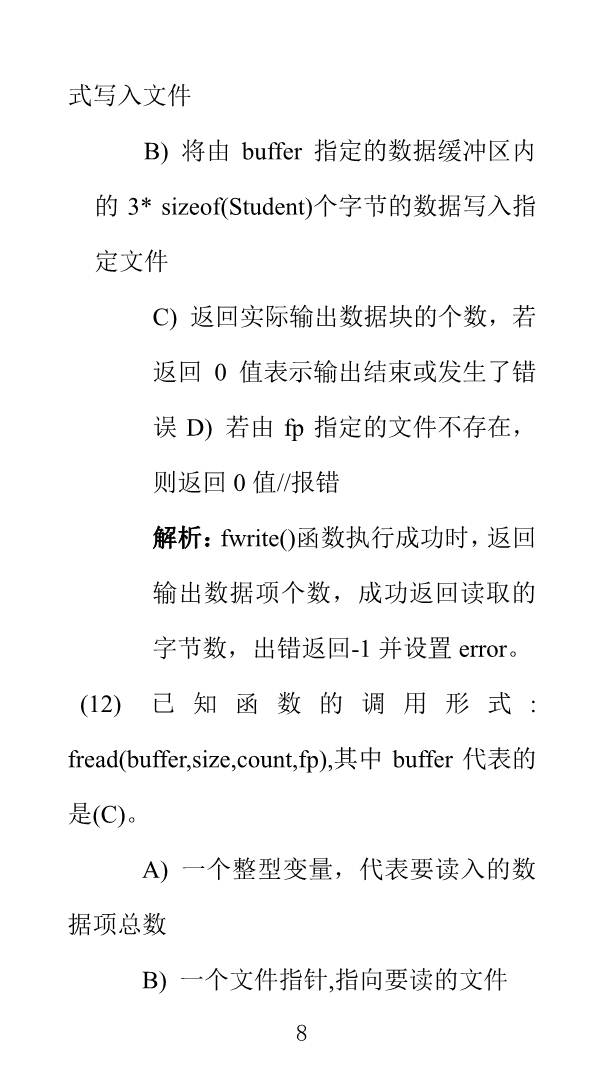 式写入文件
B) 将由 buffer 指定的数据缓冲区内
的 3* sizeof(Student)个字节的数据写入指
定文件
C) 返回实际输出数据块的个数，若
返回 0 值表示输出结束或发生了错
误 D) 若由 fp 指定的文件不存在，
则返回 0 值//报错
解析：fwrite()函数执行成功时，返回
输出数据项个数，成功返回读取的
字节数，出错返回-1 并设置 error。
(12) 已知函数的调用形式：
fread(buffer,size,count,fp),其中 buffer 代表的
是(C)。
A) 一个整型变量，代表要读入的数
据项总数
B) 一个文件指针,指向要读的文件
8